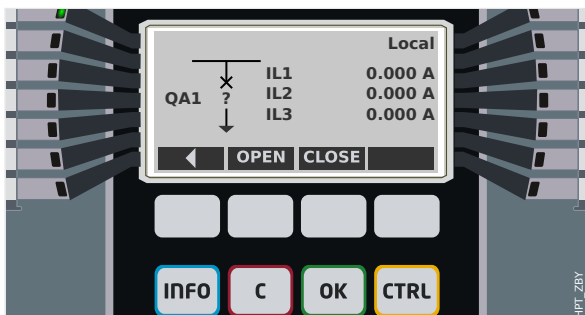 Local
IL1 0.000 A
IL2 0.000 A
QA1 ?
IL3 0.000 A
OPEN CLOSE
INFO C OK CTRL
HPT_ZBY